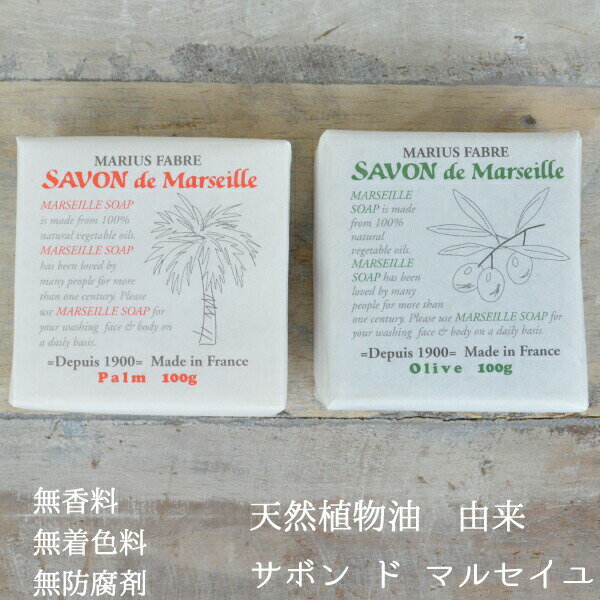 MARIUS FABRE
SAVON de Marseille
MARSEILLE SOAP
is made from 100%
natural vegetable oils.
MARSEILLE SOAP
has been loved by
many people for more
than one century. Please
use MARSEILLE SOAP for
your washing face & body on
a daily basis.
=Depuis 1900= Made in France
Palm 100g
MARIUS FABRE
SAVON de Marseille
MARSEILLE
SOAP is made
from 100%
natural
vegetable oils.
MARSEILLE
SOAP has been
loved by many
people for more than
one century. Please use MARSEILLE SOAP for
your washing face & body on a daily basis.
=Depuis 1900= Made in France
Olive 100g
無香料
無着色料
無防腐剤
天然植物油 由来
サボン ド マルセイユ